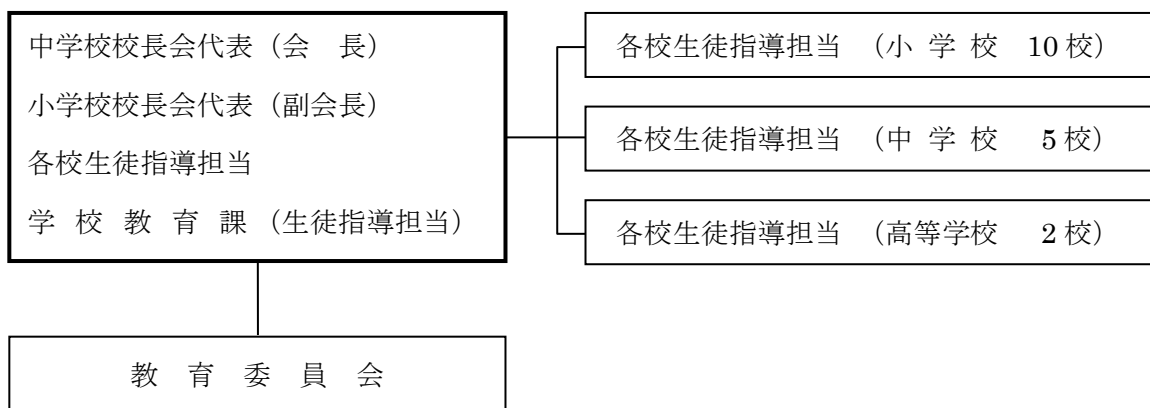 中学校校長会代表(会　長)
小学校校長会代表(副会長)
各校生徒指導担当
学 校 教 育 課(生徒指導担当)
各校生徒指導担当　(小 学 校　10 校)
各校生徒指導担当　(中 学 校　5 校)
各校生徒指導担当　(高等学校　2 校)
教　育　委　員　会